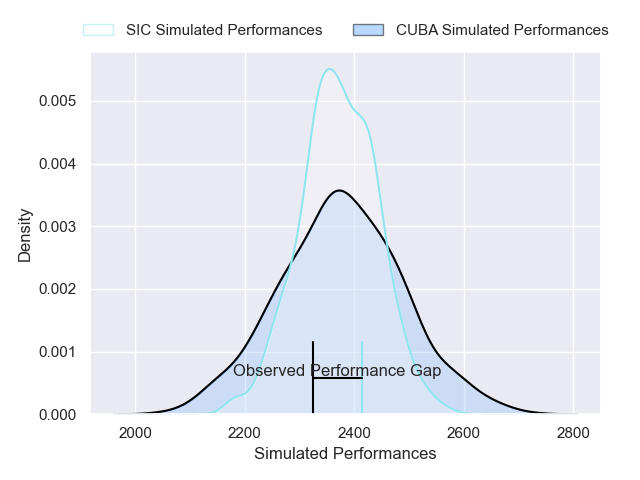 SIC Simulated Performances CUBA Simulated Performances
0.005
0.004
0.003
0.002
0.001
0.000
Density
Observed Performance Gap
2000 2200 2400 2600 2800
Simulated Performances